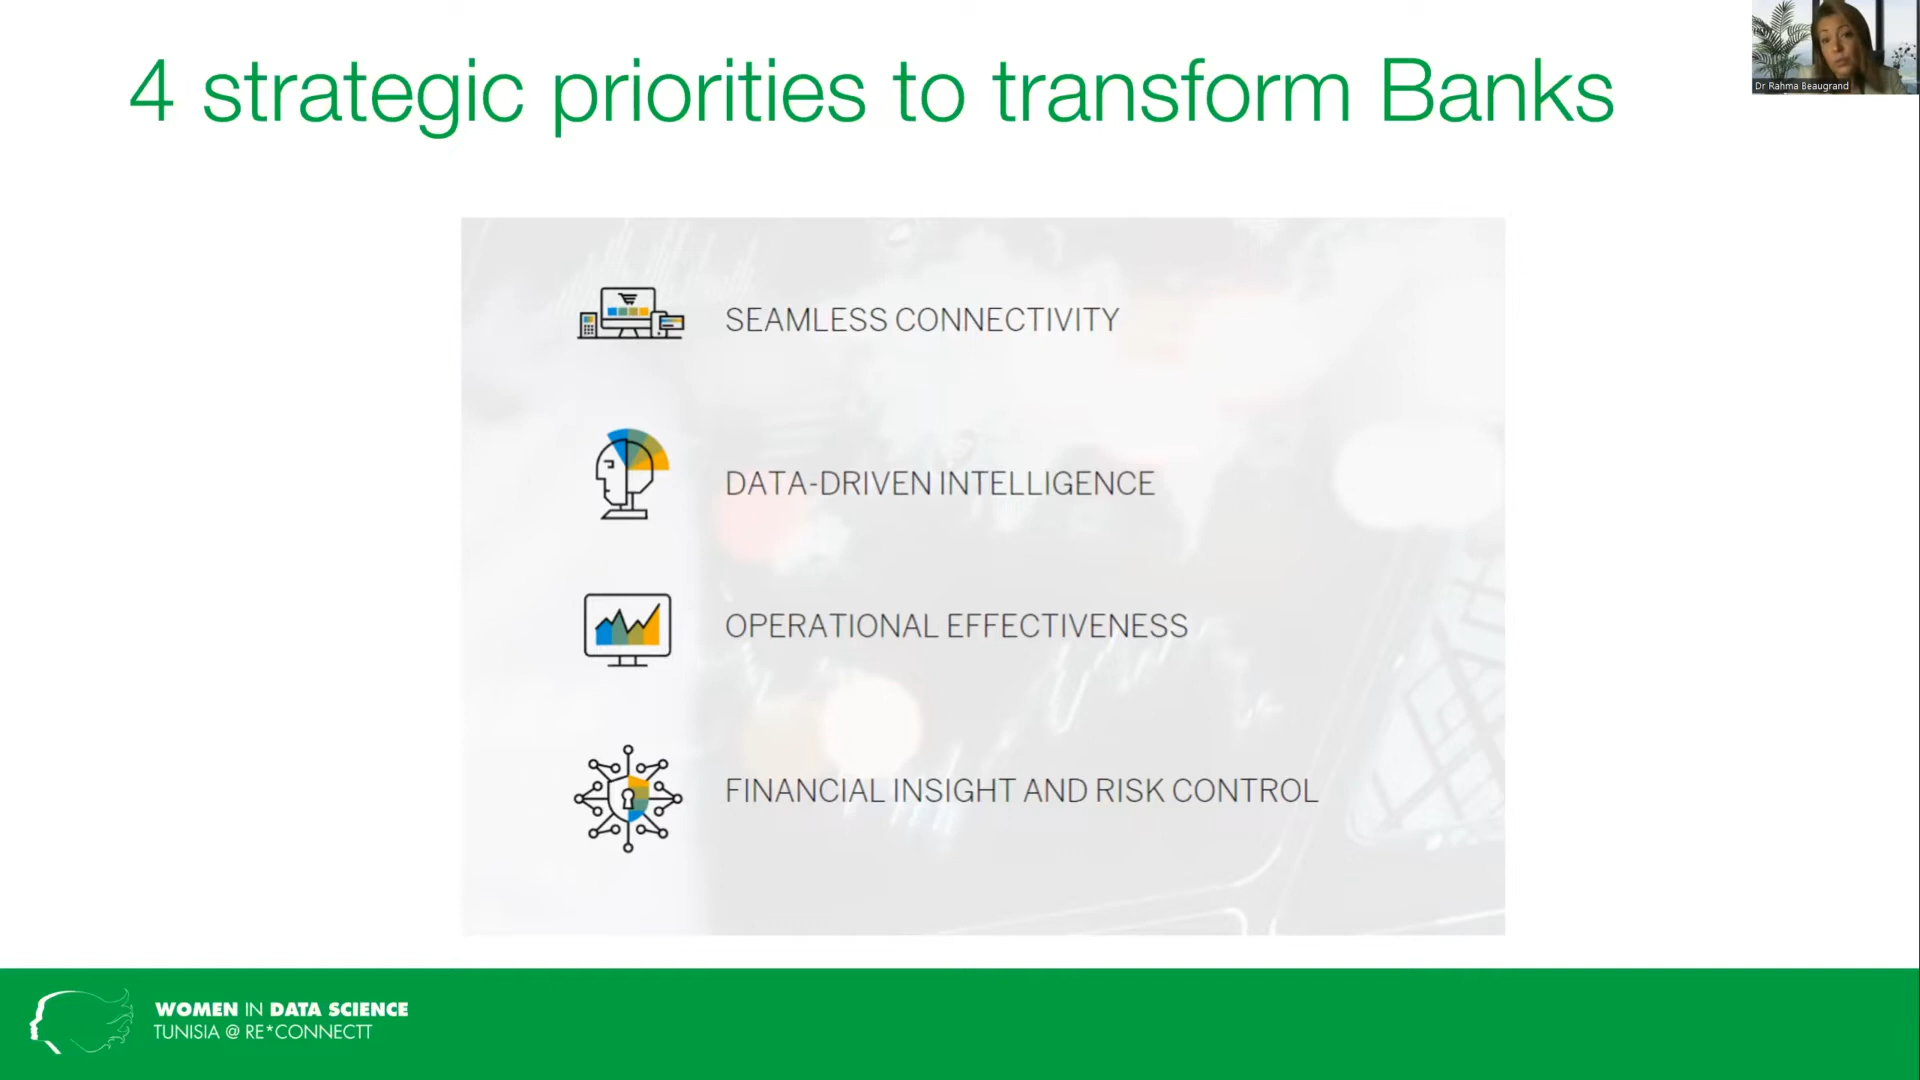 4 strategic priorities to transform Banks
Dr Rahma Beaugrand
SEAMLESS CONNECTIVITY
DATA-DRIVEN INTELLIGENCE
OPERATIONAL EFFECTIVENESS
FINANCIAL INSIGHT AND RISK CONTROL
WOMEN IN DATA SCIENCE
TUNISIA @ RE*CONNECTT